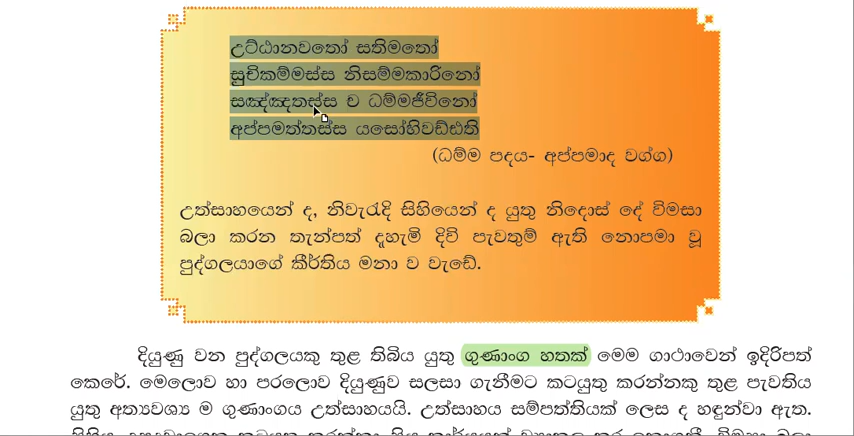 උට්ඨානවතෝ සතිමතෝ
සුචිකම්මස්ස නිසම්මකාරිනෝ
සඤ්ඤතස්ස ච ධම්මජීවිනෝ
අප්පමත්තස්ස යසෝභිවඩ්ඪති
(ධම්ම පදය- අප්පමාද වග්ග)
උත්සාහයෙන් ද, නිවැරැදි සිහියෙන් ද යුතු නිදොස් දේ විමසා
බලා කරන තැන්පත් දැහැමි දිවි පැවතුම් ඇති නොපමා වූ
පුද්ගලයාගේ කීර්තිය මනා ව වැඩේ.
දියුණු වන පුද්ගලයකු තුළ තිබිය යුතු ගුණාංග හතක් මෙම ගාථාවෙන් ඉදිරිපත්
කෙරේ. මෙලොව හා පරලොව දියුණුව සලසා ගැනීමට කටයුතු කරන්නකු තුළ පැවතිය
යුතු අත්‍යවශ්‍ය ම ගුණාංගය උත්සාහයයි. උත්සාහය සම්පත්තියක් ලෙස ද හඳුන්වා ඇත.